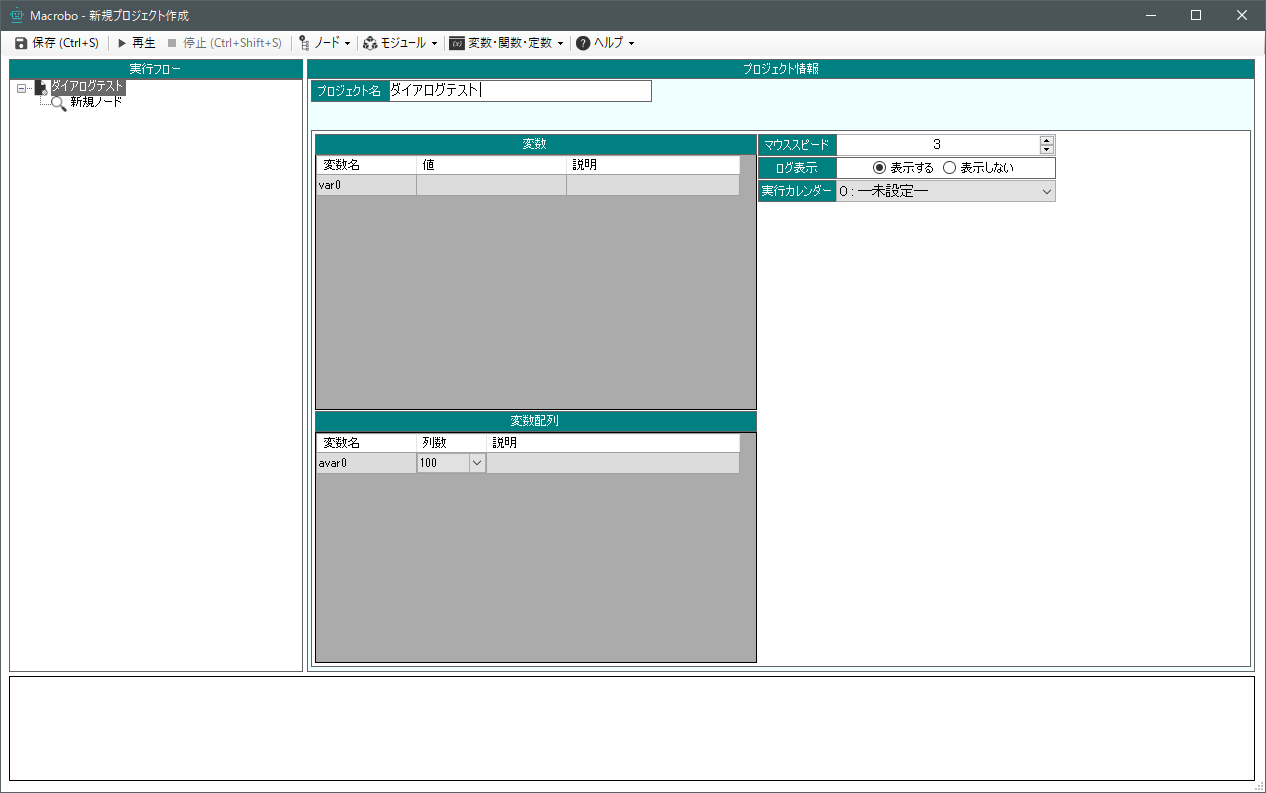 Macrobo - 新規プロジェクト作成
保存 (Ctrl+S) 再生 停止 (Ctrl+Shift+S) ノード モジュール (x) 変数・関数・定数 ? ヘルプ
実行フロー
ダイアログテスト
新規ノード
プロジェクト情報
プロジェクト名 ダイアログテスト
変数
変数名 値 説明
var0
変数配列
変数名 列数 説明
avar0 100
マウススピード 3
ログ表示 表示する 表示しない
実行カレンダー 0 : ―未設定―